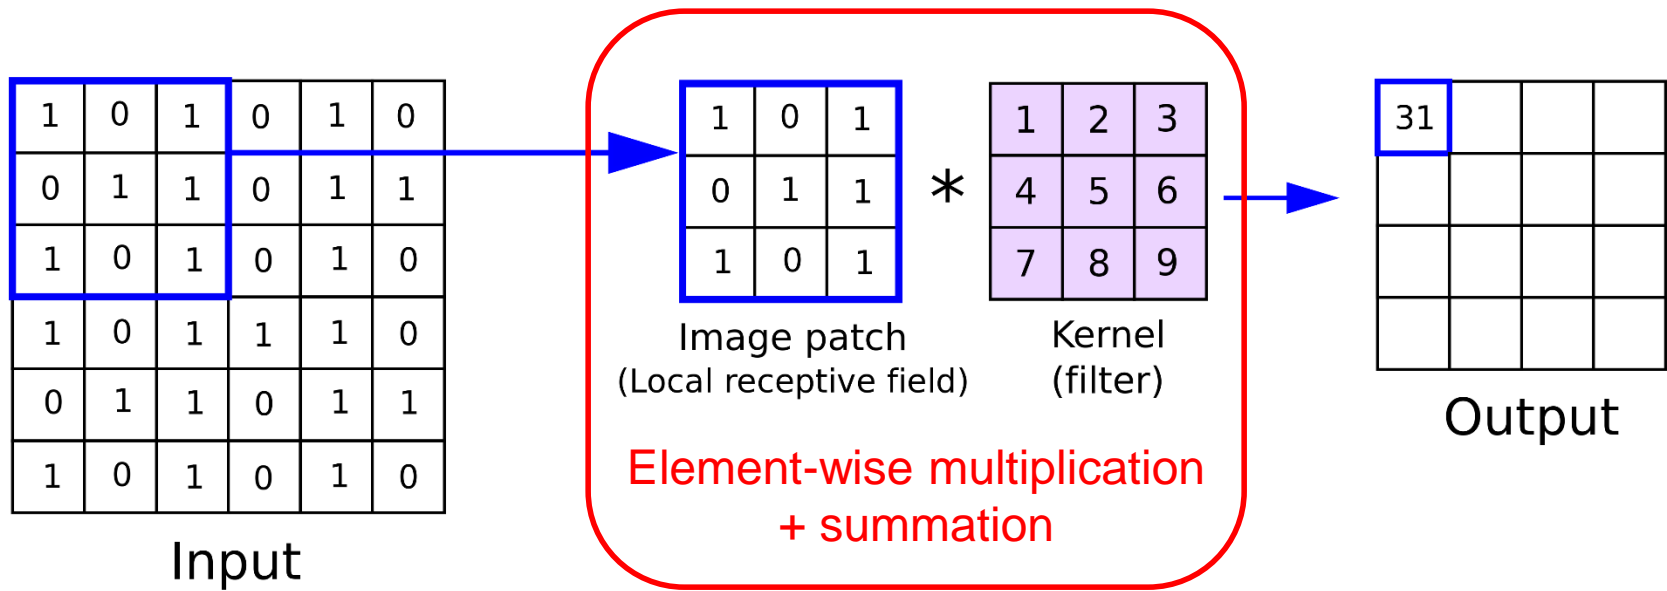 1 0 1 0 1 0
0 1 1 0 1 1
1 0 1 0 1 0
1 0 1 1 1 0
0 1 1 0 1 1
1 0 1 0 1 0
Input
1 0 1
0 1 1
1 0 1
Image patch
(Local receptive field)
*
1 2 3
4 5 6
7 8 9
Kernel
(filter)
Element-wise multiplication
+ summation
31
Output